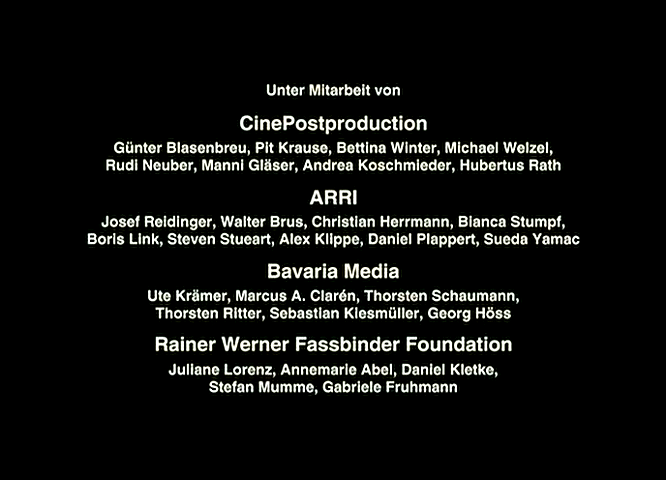 Unter Mitarbeit von
CinePostproduction
Günter Blasenbreu, Pit Krause, Bettina Winter, Michael Welzel,
Rudi Neuber, Manni Gläser, Andrea Koschmieder, Hubertus Rath
ARRI
Josef Reidinger, Walter Brus, Christian Herrmann, Bianca Stumpf,
Boris Link, Steven Stueart, Alex Klippe, Daniel Plappert, Sueda Yamac
Bavaria Media
Ute Krämer, Marcus A. Clarén, Thorsten Schaumann,
Thorsten Ritter, Sebastian Kiesmüller, Georg Höss
Rainer Werner Fassbinder Foundation
Juliane Lorenz, Annemarie Abel, Daniel Kletke,
Stefan Mumme, Gabriele Fruhmann